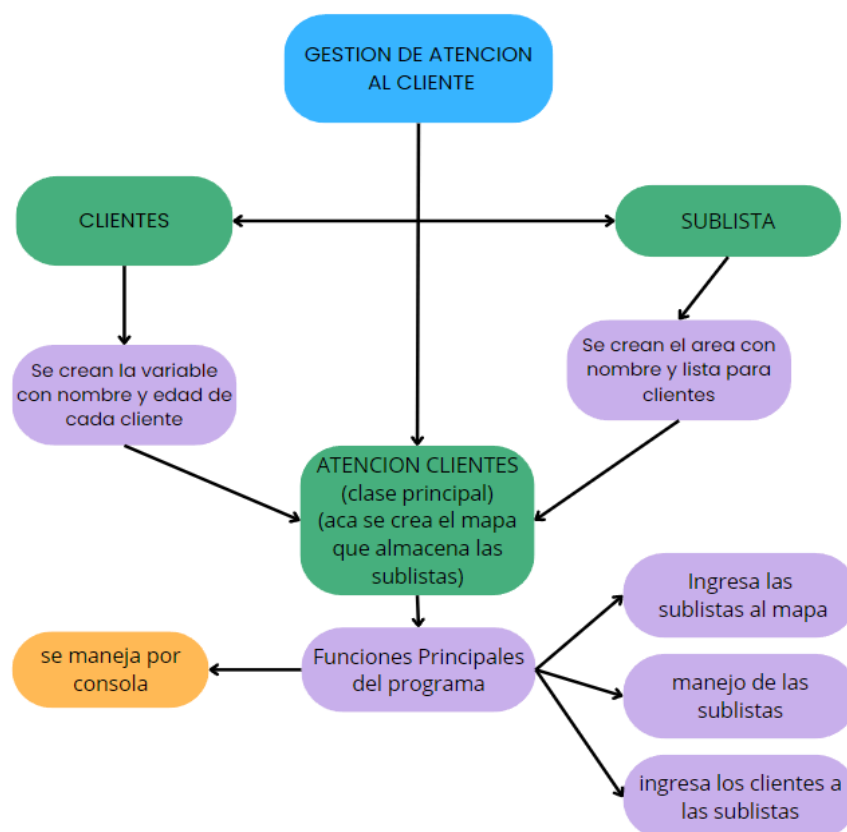 GESTION DE ATENCION
AL CLIENTE
CLIENTES
SUBLISTA
Se crean la variable
con nombre y edad de
cada cliente
Se crean el area con
nombre y lista para
clientes
ATENCION CLIENTES
(clase principal)
(aca se crea el mapa
que almacena las
sublistas)
Ingresa las
sublistas al mapa
se maneja por
consola
Funciones Principales
del programa
manejo de las
sublistas
ingresa los clientes a
las sublistas